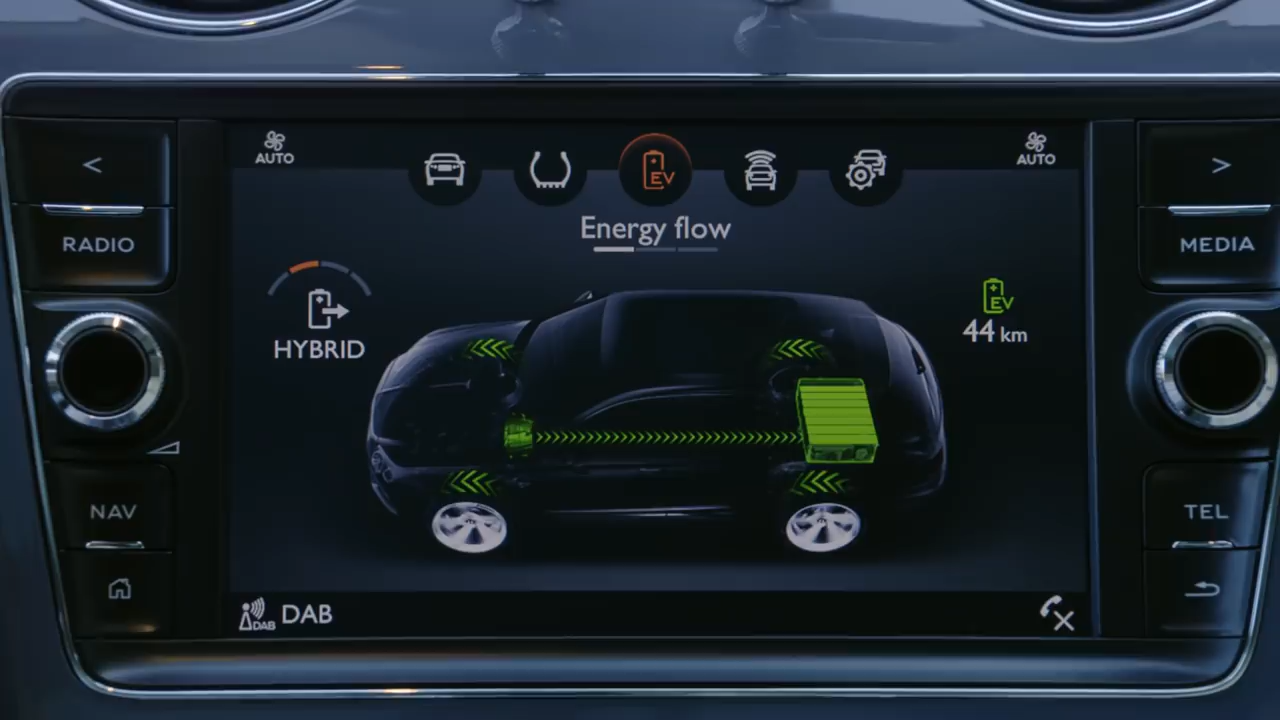 AUTO
AUTO
EV
Energy flow
<
RADIO
>
MEDIA
HYBRID
EV
44 km
NAV
TEL
DAB
DAB